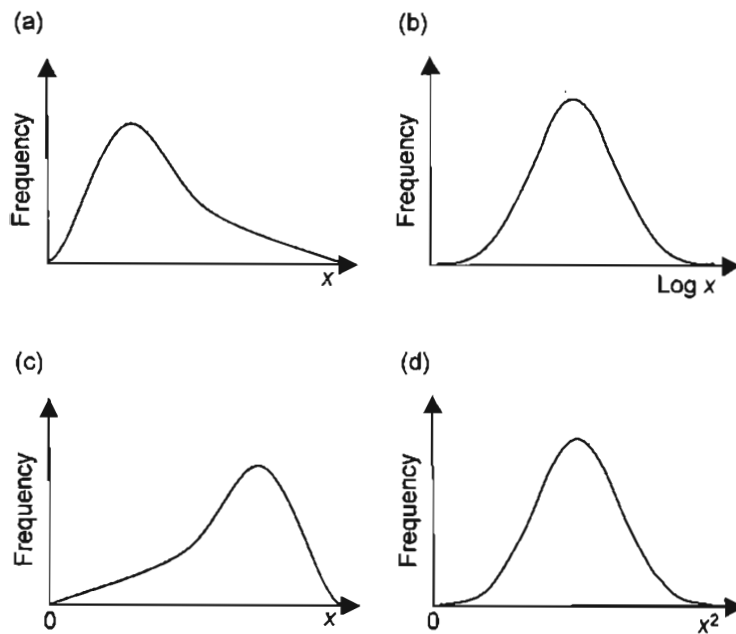 (a)
Frequency
x
(b)
Frequency
Log x
(c)
Frequency
0
x
(d)
Frequency
0
x²